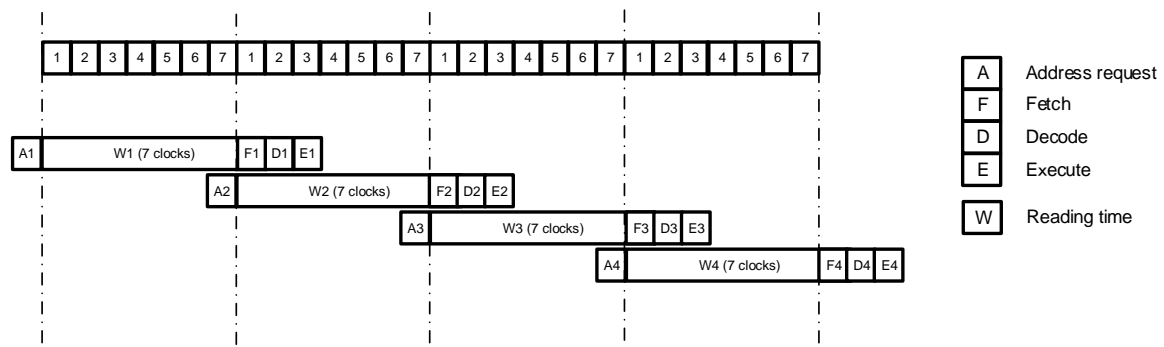 1 2 3 4 5 6 7 1 2 3 4 5 6 7 1 2 3 4 5 6 7 1 2 3 4 5 6 7
A1 W1 (7 clocks) F1 D1 E1
A2 W2 (7 clocks) F2 D2 E2
A3 W3 (7 clocks) F3 D3 E3
A4 W4 (7 clocks) F4 D4 E4
A Address request
F Fetch
D Decode
E Execute
W Reading time